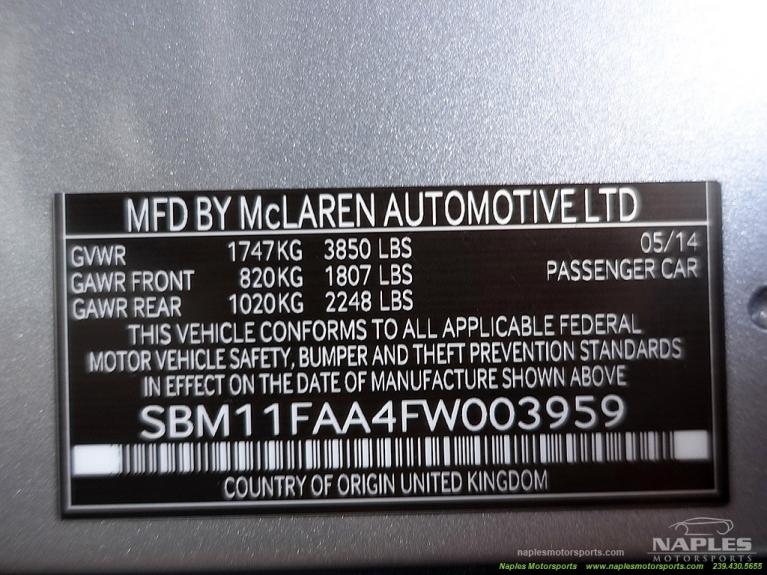 MFD BY McLAREN AUTOMOTIVE LTD
GVWR 1747KG 3850 LBS 05/14
GAWR FRONT 820KG 1807 LBS PASSENGER CAR
GAWR REAR 1020KG 2248 LBS
THIS VEHICLE CONFORMS TO ALL APPLICABLE FEDERAL
MOTOR VEHICLE SAFETY, BUMPER AND THEFT PREVENTION STANDARDS
IN EFFECT ON THE DATE OF MANUFACTURE SHOWN ABOVE
SBM11FAA4FW003959
COUNTRY OF ORIGIN UNITED KINGDOM
NAPLES
MOTORSPORTS
naplesmotorsports.com
Naples Motorsports www.naplesmotorsports.com 239.430.5655